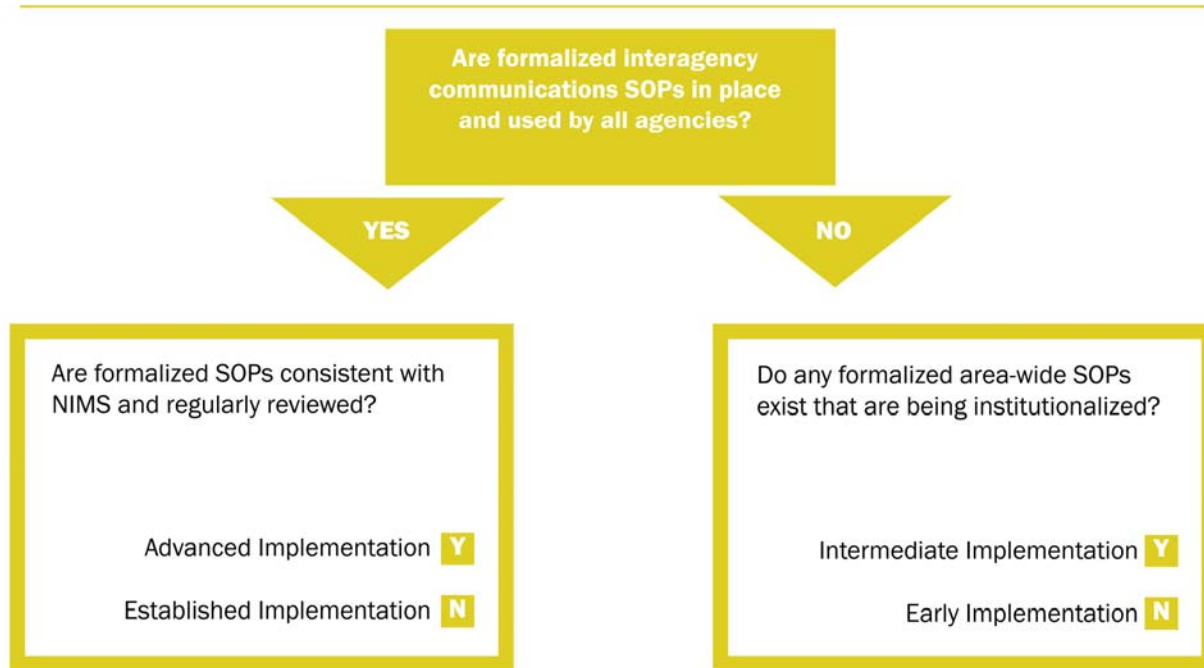 Are formalized interagency
communications SOPs in place
and used by all agencies?
YES
NO
Are formalized SOPs consistent with
NIMS and regularly reviewed?
Advanced Implementation Y
Established Implementation N
Do any formalized area-wide SOPs
exist that are being institutionalized?
Intermediate Implementation Y
Early Implementation N